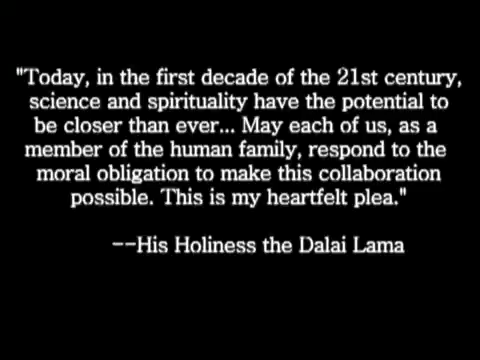 "Today, in the first decade of the 21st century,
science and spirituality have the potential to
be closer than ever... May each of us, as a
member of the human family, respond to the
moral obligation to make this collaboration
possible. This is my heartfelt plea."
--His Holiness the Dalai Lama